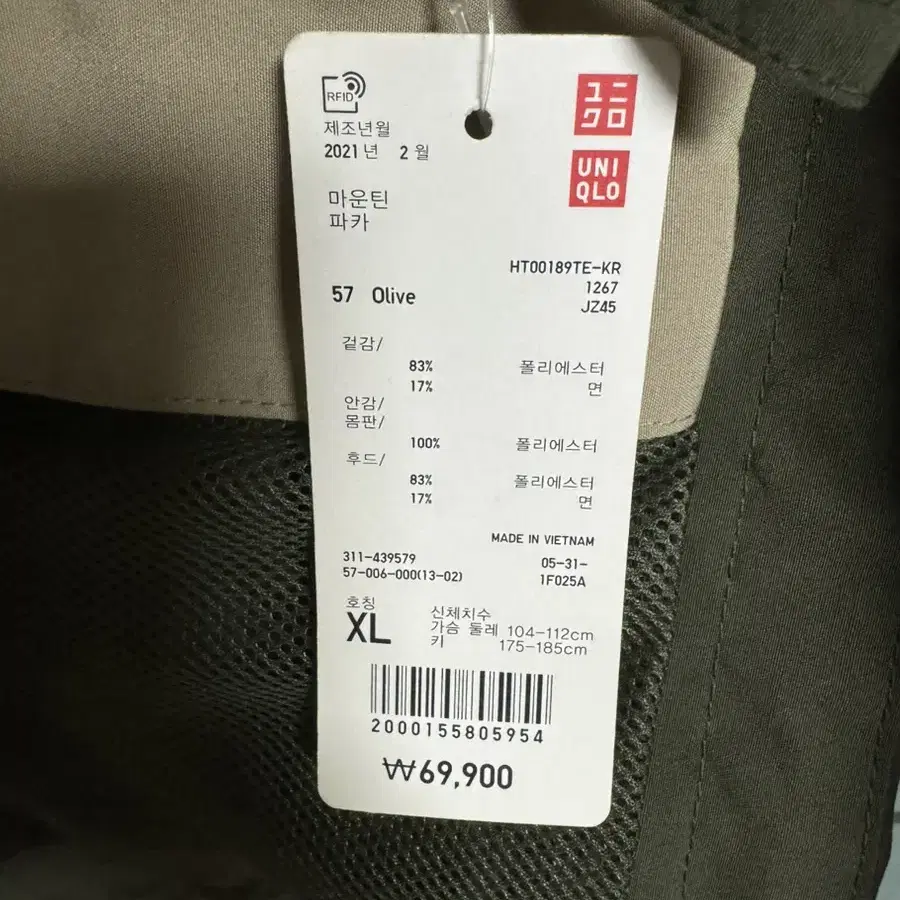 RFID
ユニ
クロ
UNI
QLO
제조년월
2021 년 2 월
마운틴
파카
HT00189TE-KR
57 Olive
1267
JZ45
겉감/
83% 폴리에스터
17% 면
안감/
몸판/
100% 폴리에스터
후드/
83% 폴리에스터
17% 면
MADE IN VIETNAM
311-439579
57-006-000(13-02)
05-31-
1F025A
호칭
XL
신체치수
가슴 둘레 104-112cm
키 175-185cm
2000155805954
₩69,900